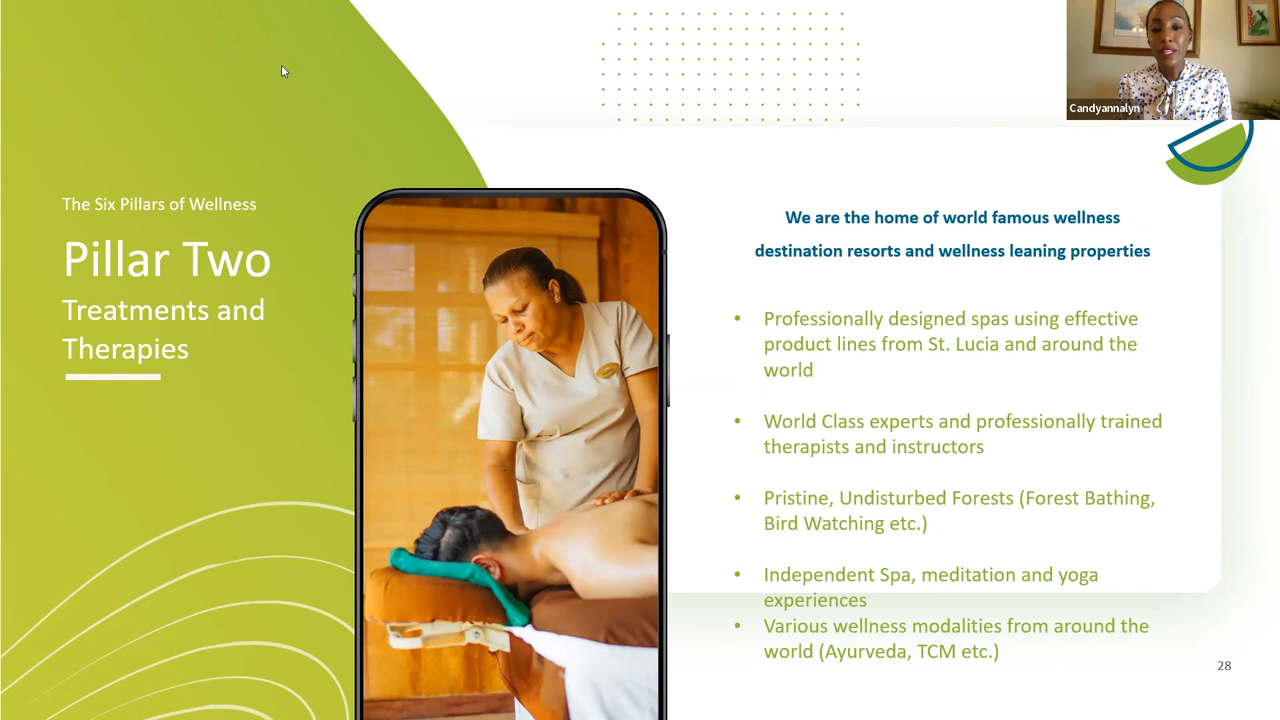 Candyannalyn
The Six Pillars of Wellness
Pillar Two
Treatments and
Therapies
We are the home of world famous wellness
destination resorts and wellness leaning properties
• Professionally designed spas using effective
product lines from St. Lucia and around the
world
• World Class experts and professionally trained
therapists and instructors
• Pristine, Undisturbed Forests (Forest Bathing,
Bird Watching etc.)
• Independent Spa, meditation and yoga
experiences
• Various wellness modalities from around the
world (Ayurveda, TCM etc.)
28